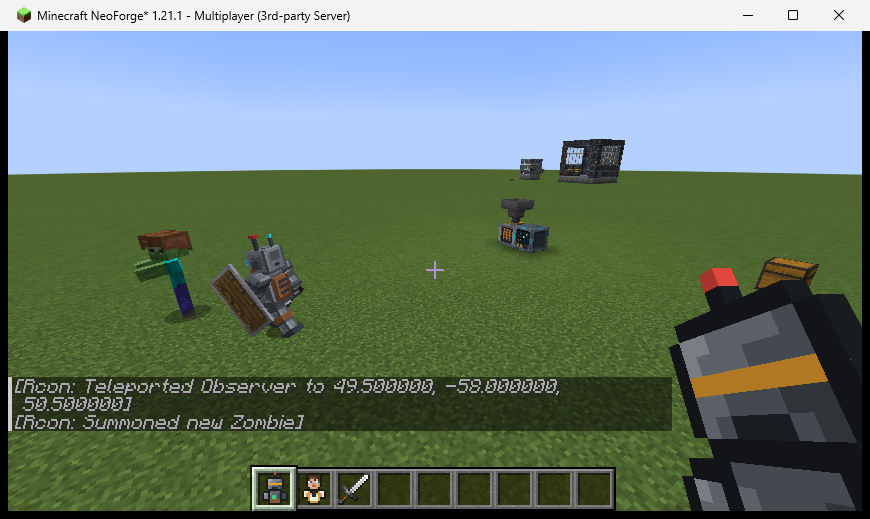 Minecraft NeoForge* 1.21.1 - Multiplayer (3rd-party Server)
[Rcon: Teleported Observer to 49.500000, -58.000000,
50.500000]
[Rcon: Summoned new Zombie]